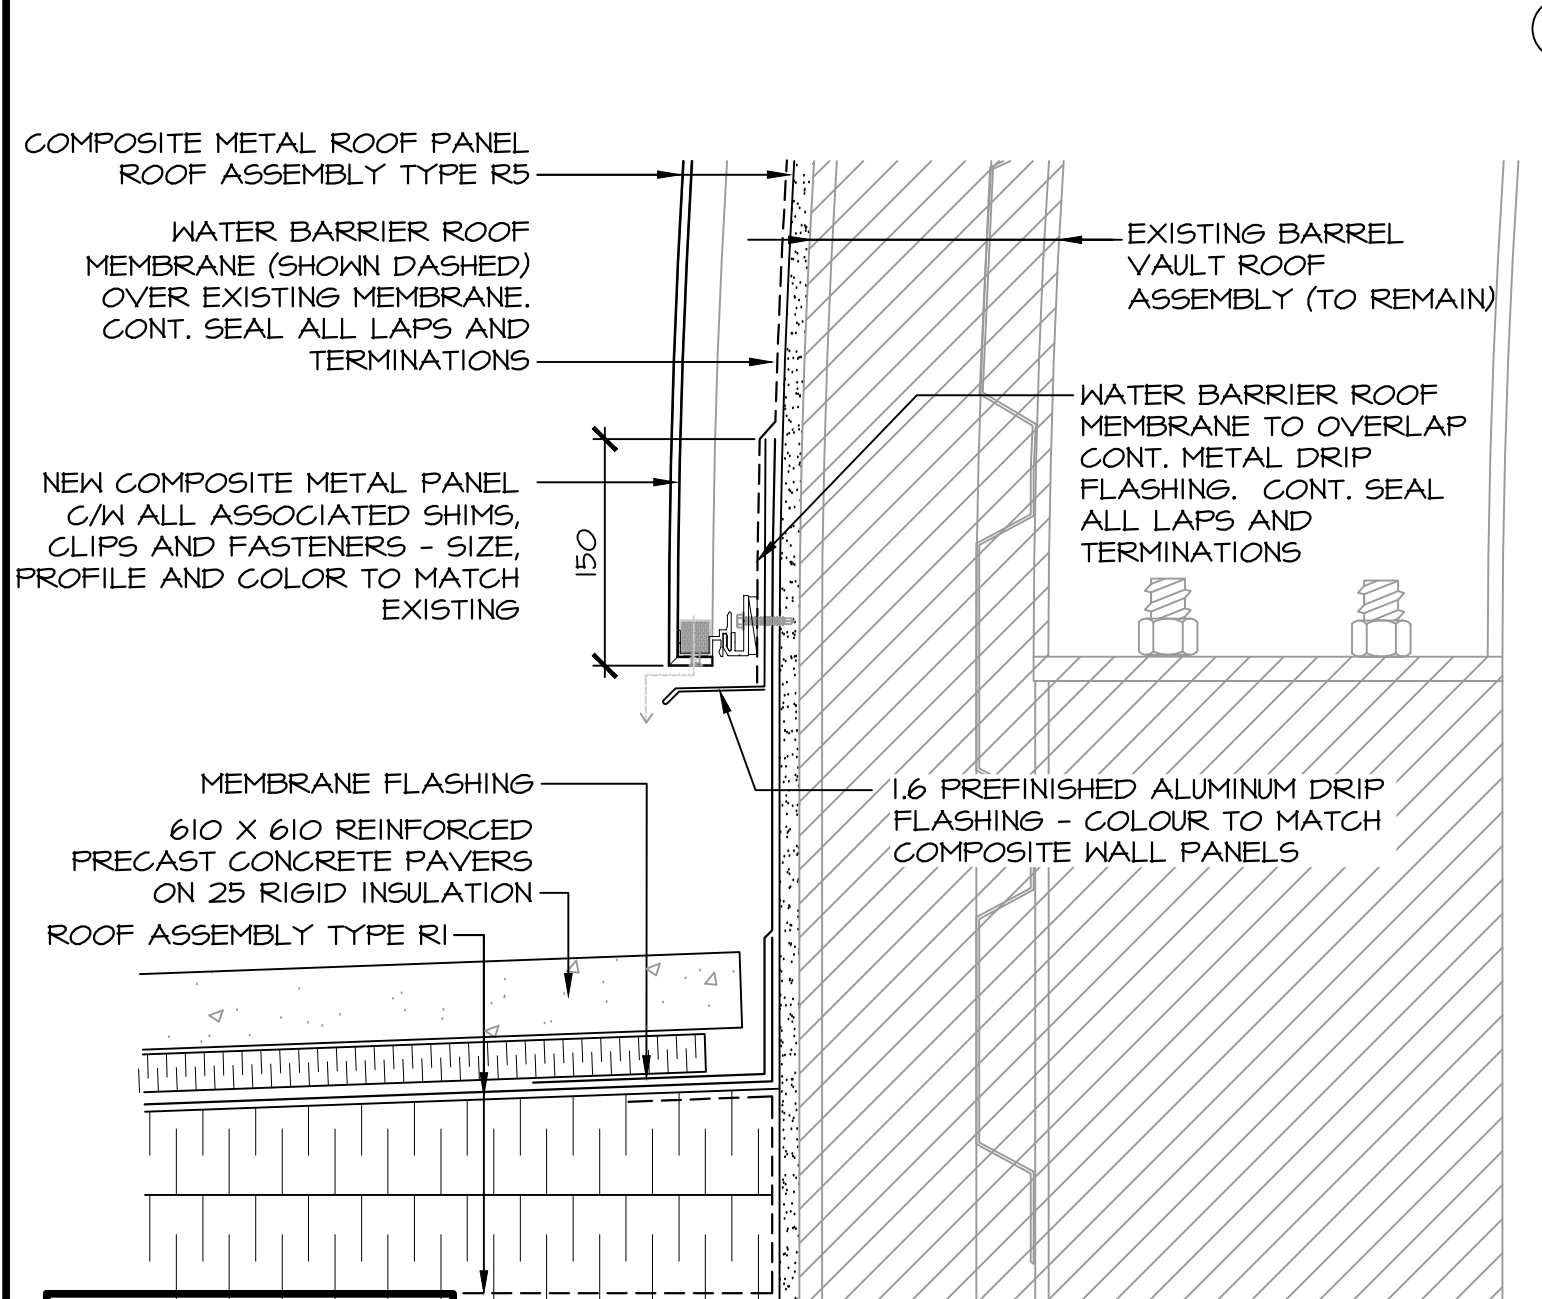 COMPOSITE METAL ROOF PANEL
ROOF ASSEMBLY TYPE R5
WATER BARRIER ROOF
MEMBRANE (SHOWN DASHED)
OVER EXISTING MEMBRANE.
CONT. SEAL ALL LAPS AND
TERMINATIONS
EXISTING BARREL
VAULT ROOF
ASSEMBLY (TO REMAIN)
WATER BARRIER ROOF
MEMBRANE TO OVERLAP
CONT. METAL DRIP
FLASHING. CONT. SEAL
ALL LAPS AND
TERMINATIONS
NEW COMPOSITE METAL PANEL
C/W ALL ASSOCIATED SHIMS,
CLIPS AND FASTENERS - SIZE,
PROFILE AND COLOR TO MATCH
EXISTING
150
MEMBRANE FLASHING
610 X 610 REINFORCED
PRECAST CONCRETE PAVERS
ON 25 RIGID INSULATION
ROOF ASSEMBLY TYPE R1
1.6 PREFINISHED ALUMINUM DRIP
FLASHING - COLOUR TO MATCH
COMPOSITE WALL PANELS